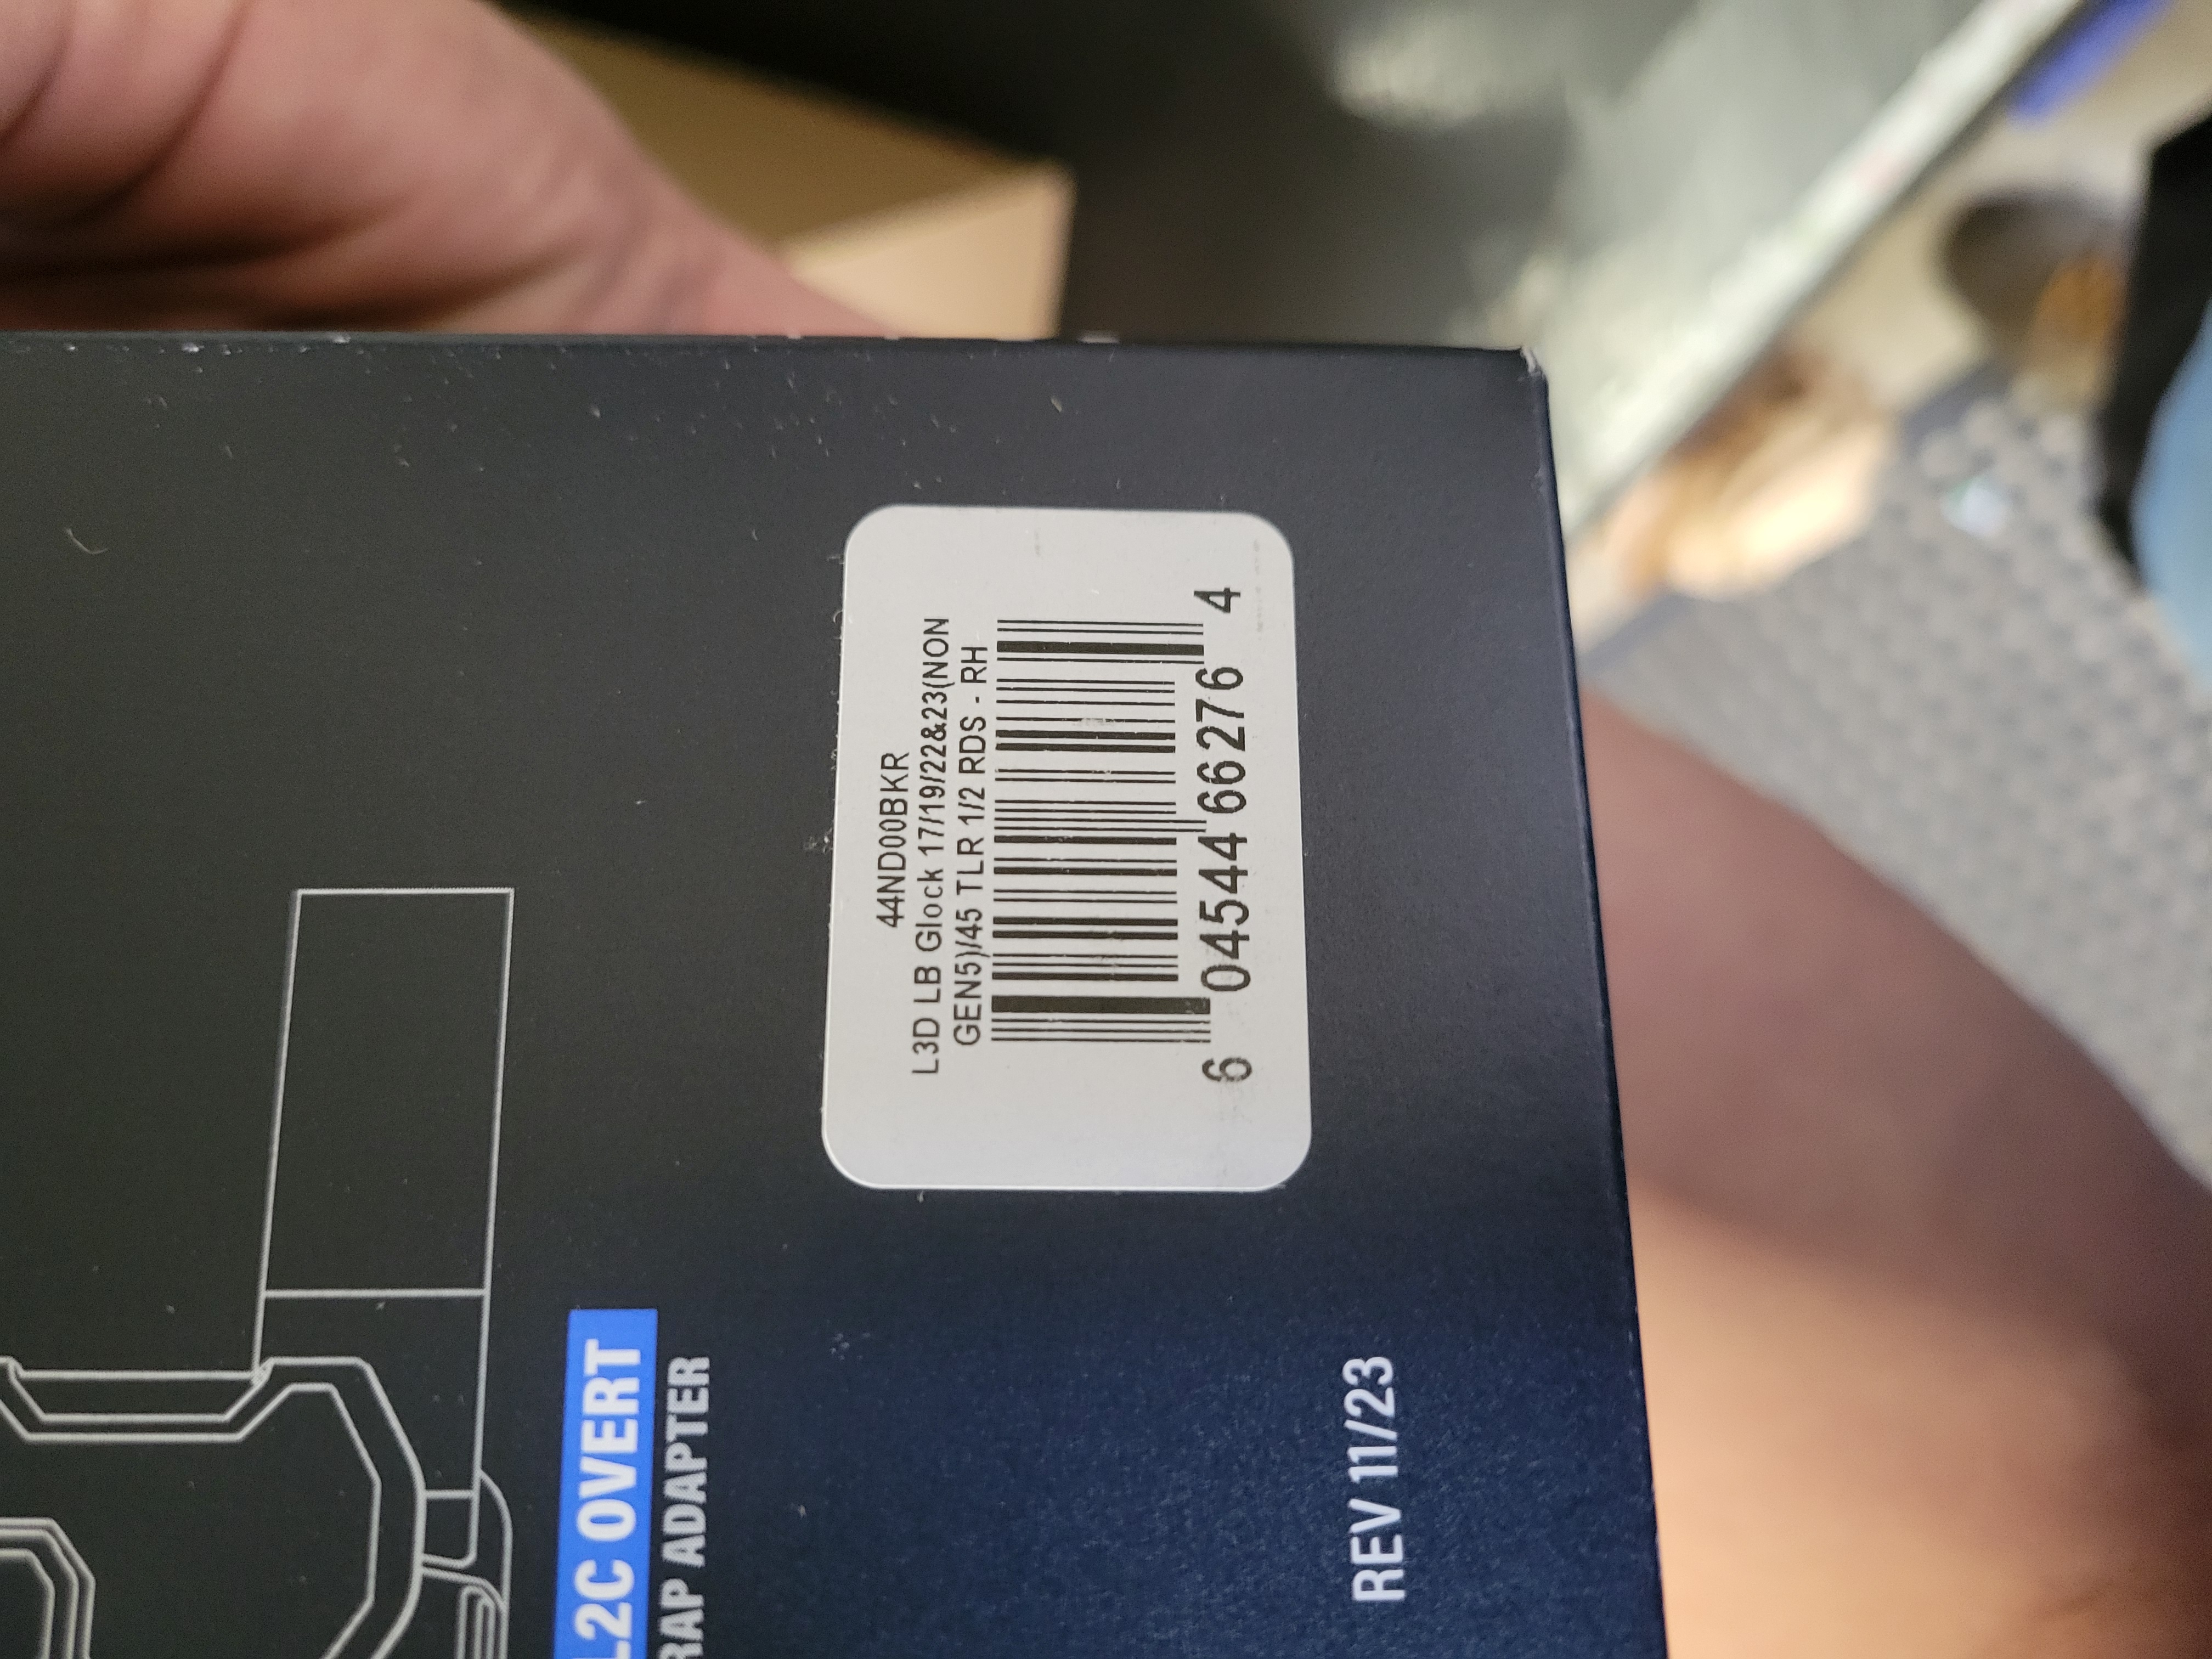 44ND00BKR
L3D LB Glock 17/19/22&23(NON
GEN5)/45 TLR 1/2 RDS - RH
6 04544 66276 4
L2C OVERT
RAP ADAPTER
REV 11/23